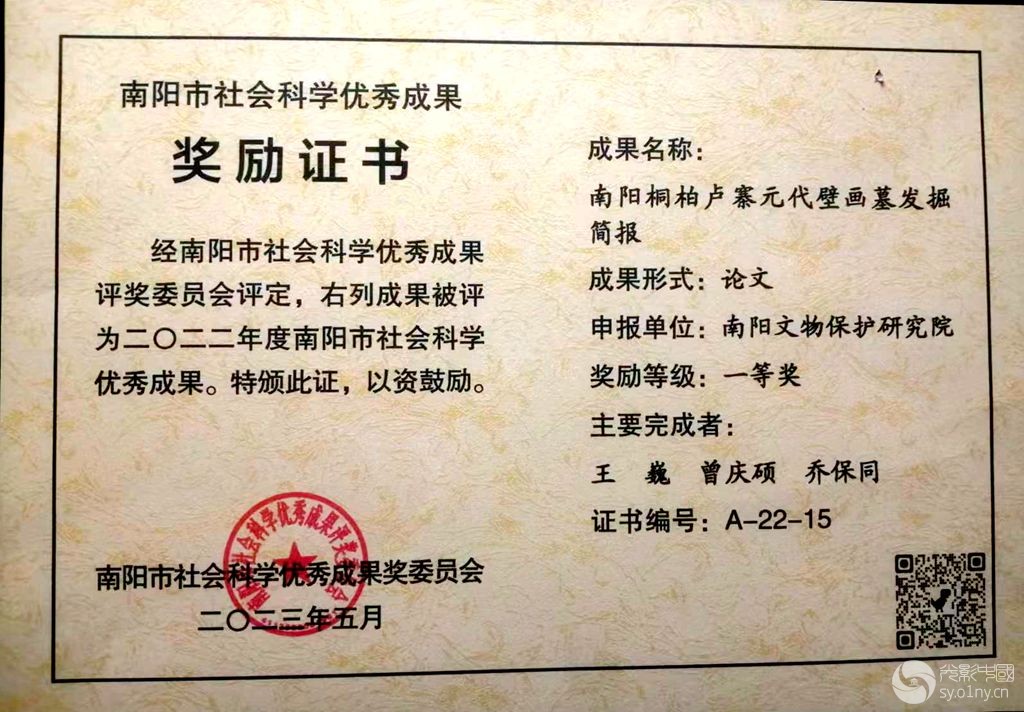 南阳市社会科学优秀成果
奖励证书
经南阳市社会科学优秀成果
评奖委员会评定，右列成果被评
为二〇二二年度南阳市社会科学
优秀成果。特颁此证，以资鼓励。
南阳市社会科学优秀成果奖委员会
二〇二三年五月
成果名称：
南阳桐柏卢寨元代壁画墓发掘
简报
成果形式：论文
申报单位：南阳文物保护研究院
奖励等级：一等奖
主要完成者：
王　巍　曾庆硕　乔保同
证书编号：A-22-15
光影中國
sy.01ny.cn